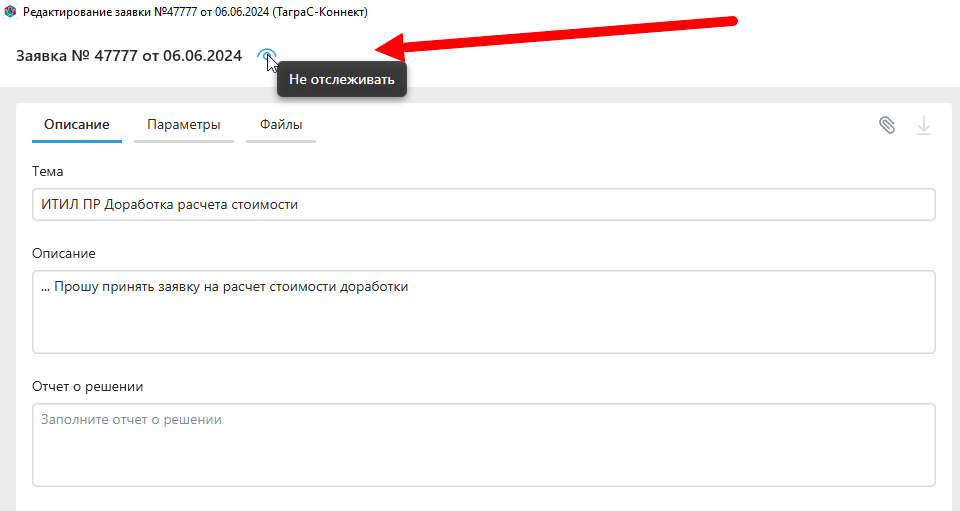 Редактирование заявки №47777 от 06.06.2024 (ТаграС-Коннект)
Заявка № 47777 от 06.06.2024
Не отслеживать
Описание Параметры Файлы
Тема
ИТИЛ ПР Доработка расчета стоимости
Описание
... Прошу принять заявку на расчет стоимости доработки
Отчет о решении
Заполните отчет о решении